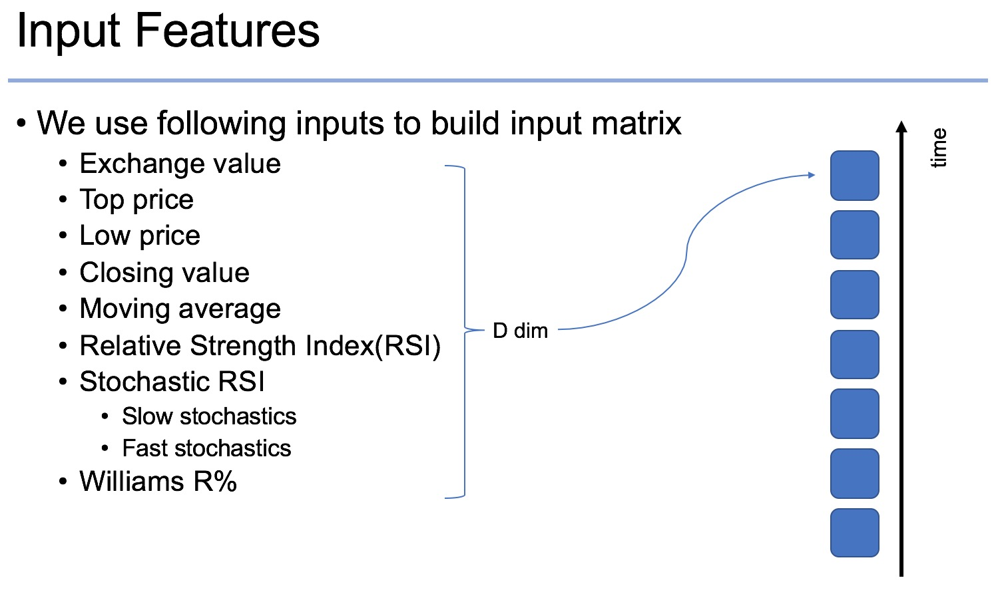 Input Features
• We use following inputs to build input matrix
• Exchange value
• Top price
• Low price
• Closing value
• Moving average
• Relative Strength Index(RSI)
• Stochastic RSI
• Slow stochastics
• Fast stochastics
• Williams R%
D dim
time